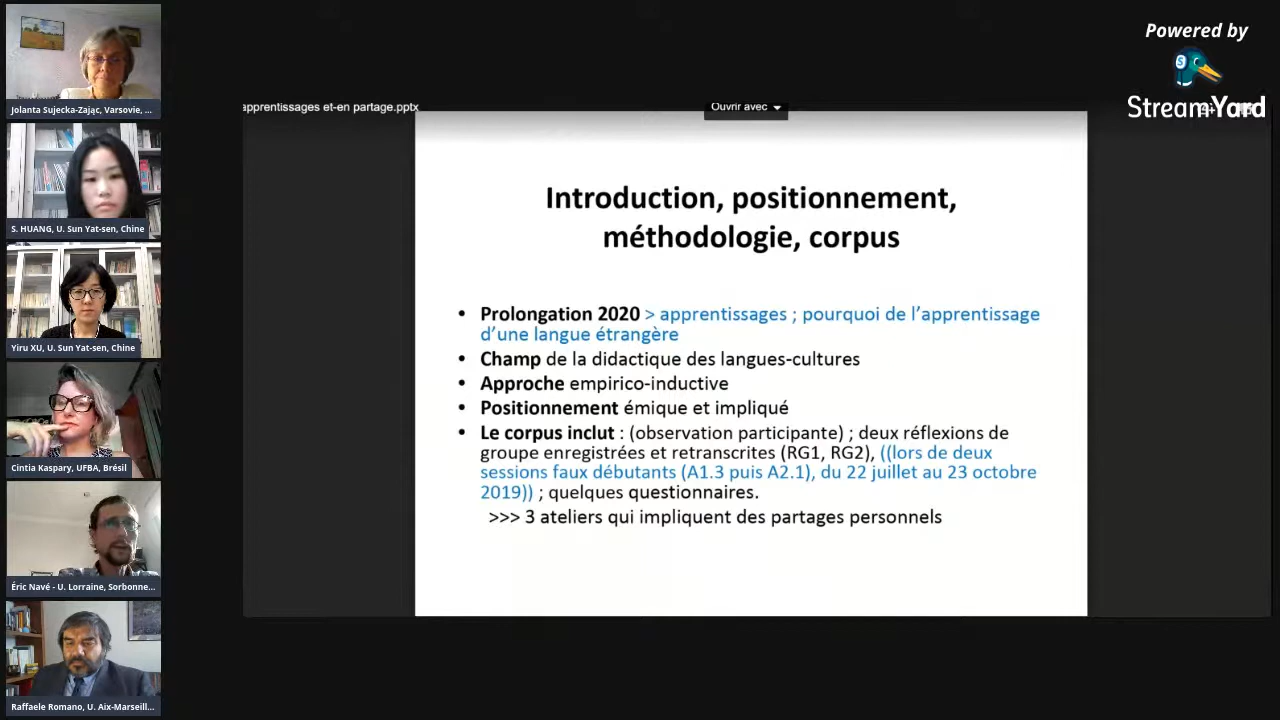 Powered by
StreamYard
apprentissages et-en partage.pptx
Ouvrir avec
Introduction, positionnement,
méthodologie, corpus
• Prolongation 2020 > apprentissages ; pourquoi de l’apprentissage
d’une langue étrangère
• Champ de la didactique des langues-cultures
• Approche empirico-inductive
• Positionnement émique et impliqué
• Le corpus inclut : (observation participante) ; deux réflexions de
groupe enregistrées et retranscrites (RG1, RG2), ((lors de deux
sessions faux débutants (A1.3 puis A2.1), du 22 juillet au 23 octobre
2019)) ; quelques questionnaires.
>>> 3 ateliers qui impliquent des partages personnels
Jolanta Sujecka-Zając, Varsovie, ...
S. HUANG, U. Sun Yat-sen, Chine
Yiru XU, U. Sun Yat-sen, Chine
Cintia Kaspary, UFBA, Brésil
Éric Navé - U. Lorraine, Sorbonne...
Raffaele Romano, U. Aix-Marseill...